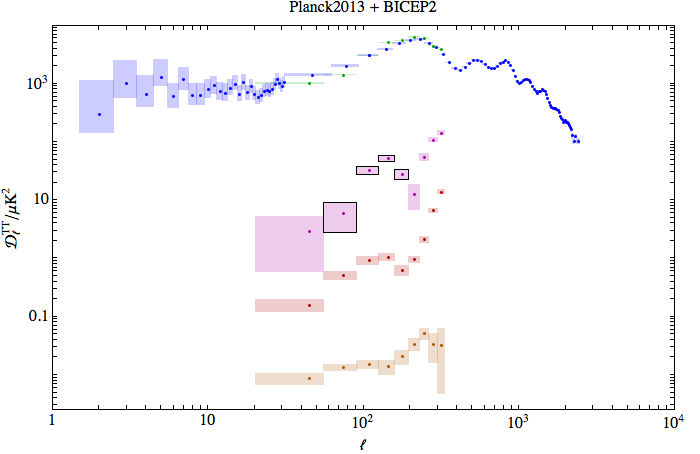 Planck2013 + BICEP2
10³
10
0.1
𝒟ℓᵀᵀ/μK²
1 10 10² 10³ 10⁴
ℓ